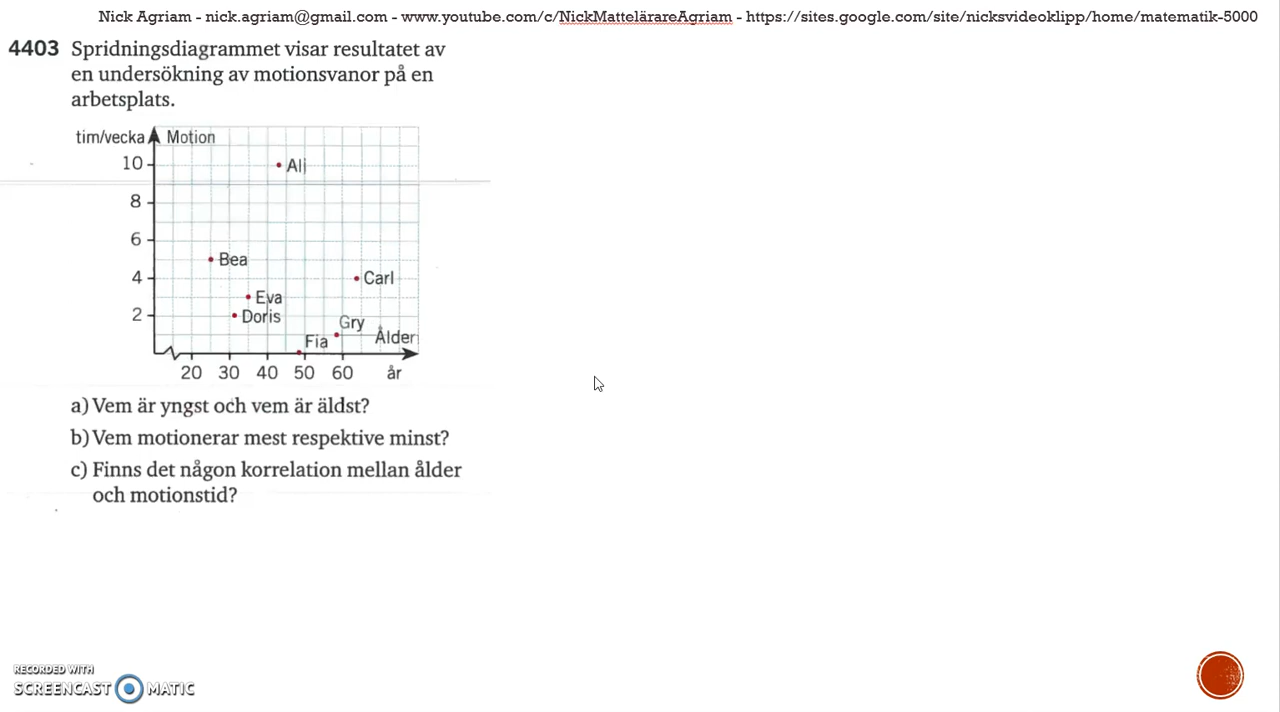 Nick Agriam - nick.agriam@gmail.com - www.youtube.com/c/NickMattelärareAgriam - https://sites.google.com/site/nicksvideoklipp/home/matematik-5000
4403 Spridningsdiagrammet visar resultatet av
en undersökning av motionsvanor på en
arbetsplats.
tim/vecka Motion
10
Ali
8
6
Bea
4
Carl
Eva
2
Doris
Gry
Ålder
Fia
20 30 40 50 60 år
a) Vem är yngst och vem är äldst?
b) Vem motionerar mest respektive minst?
c) Finns det någon korrelation mellan ålder
och motionstid?
RECORDED WITH
SCREENCAST MATIC